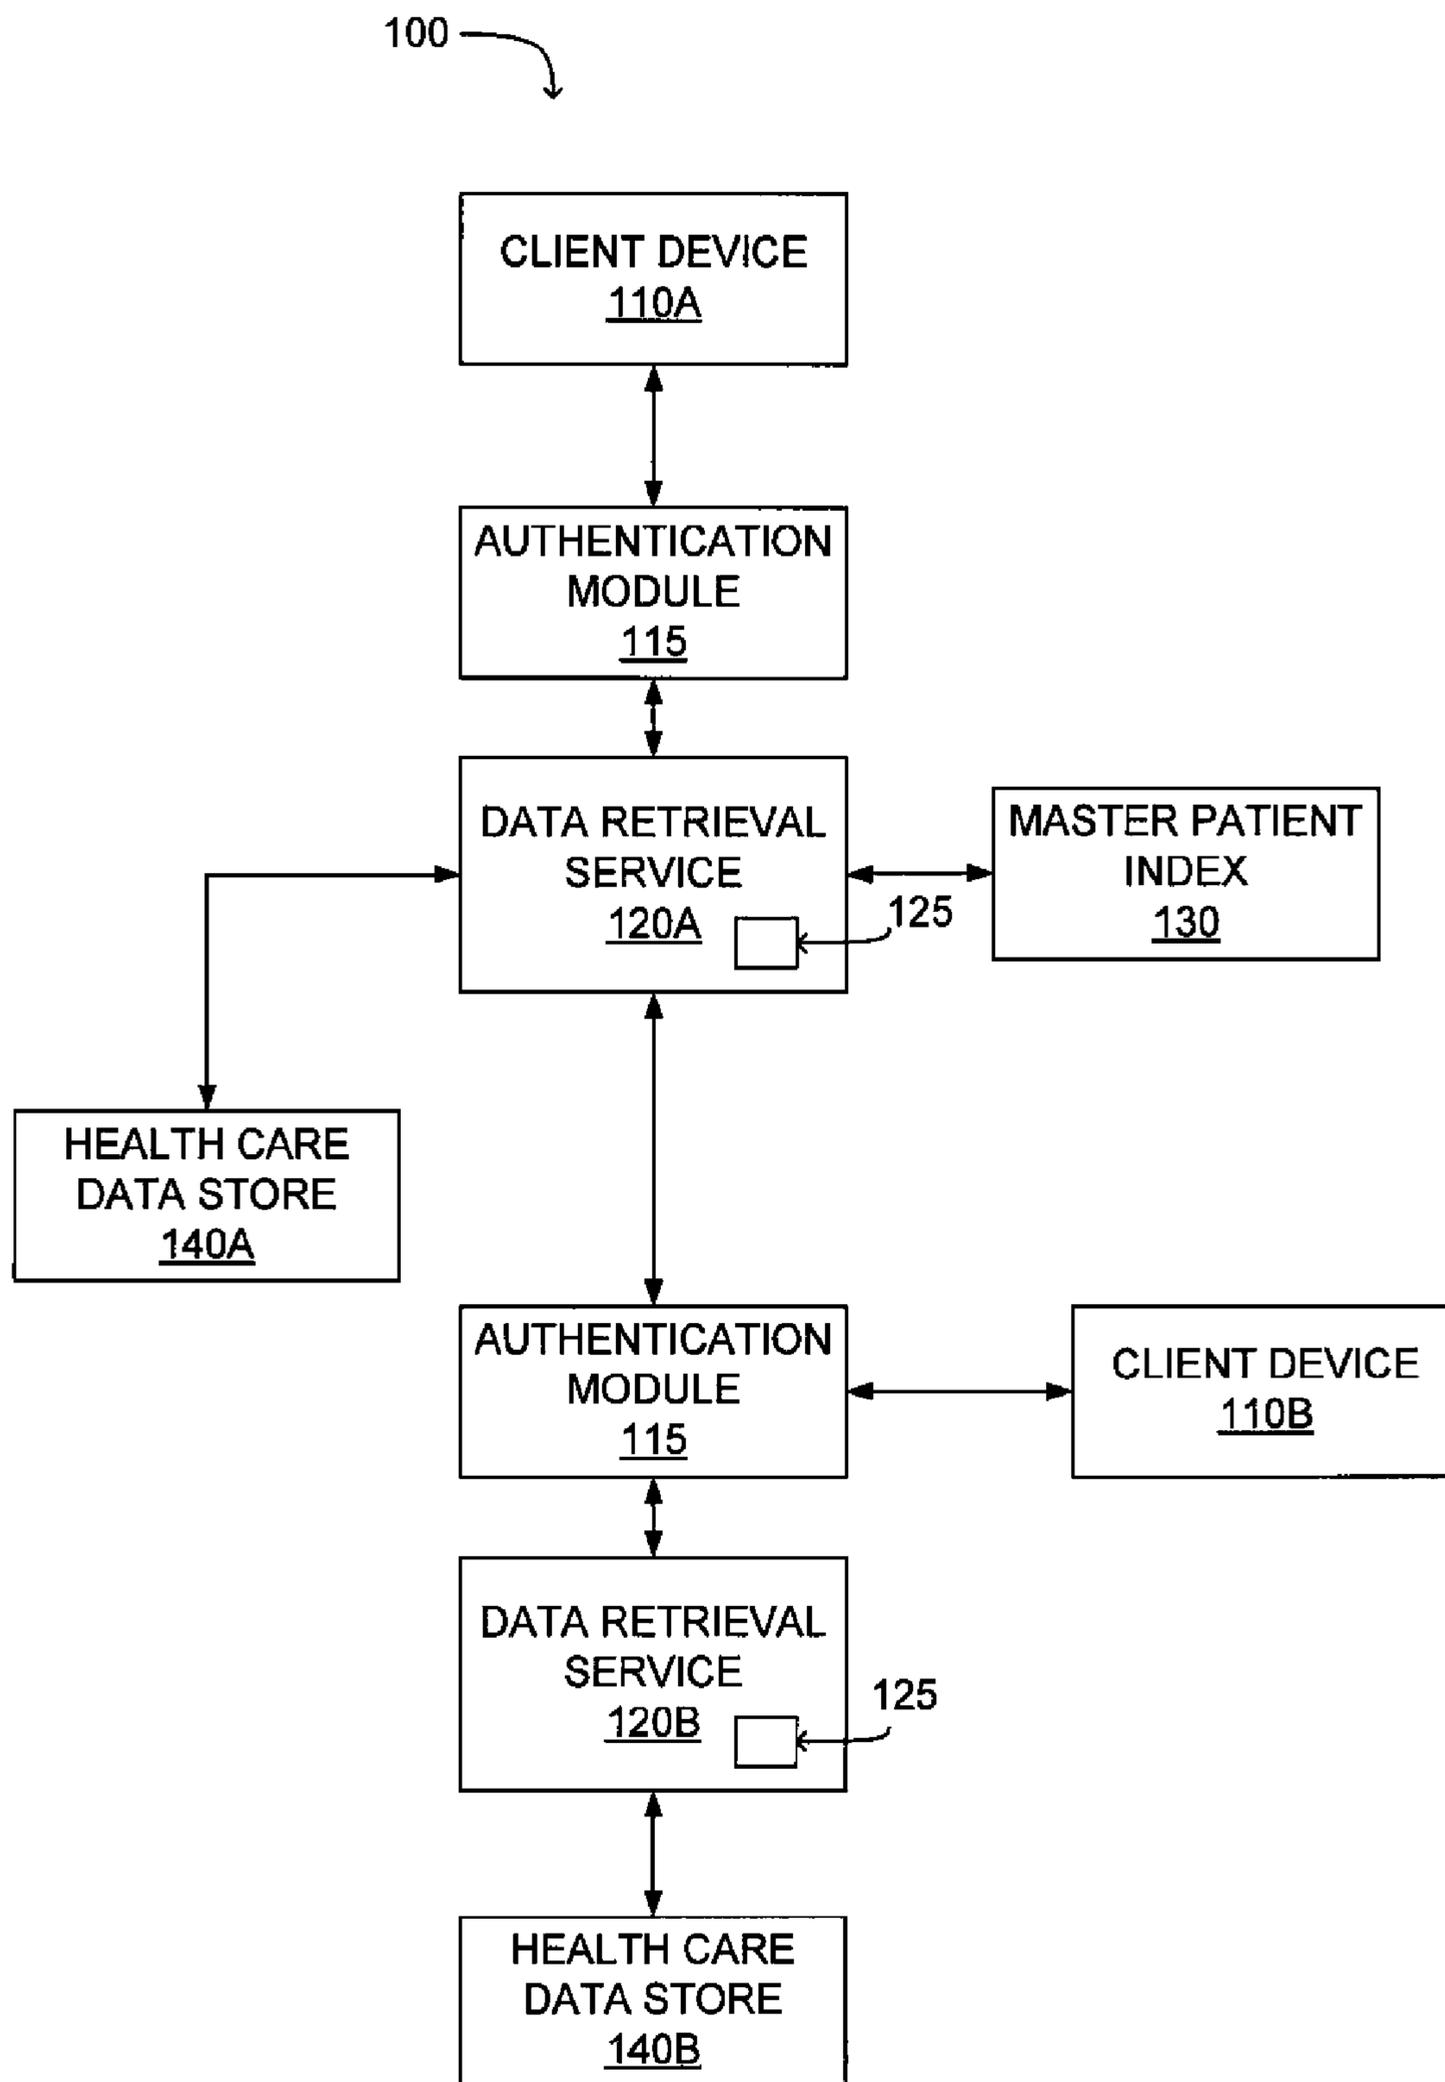 100
CLIENT DEVICE
110A
AUTHENTICATION
MODULE
115
DATA RETRIEVAL
SERVICE
120A
125
MASTER PATIENT
INDEX
130
HEALTH CARE
DATA STORE
140A
AUTHENTICATION
MODULE
115
CLIENT DEVICE
110B
DATA RETRIEVAL
SERVICE
120B
125
HEALTH CARE
DATA STORE
140B